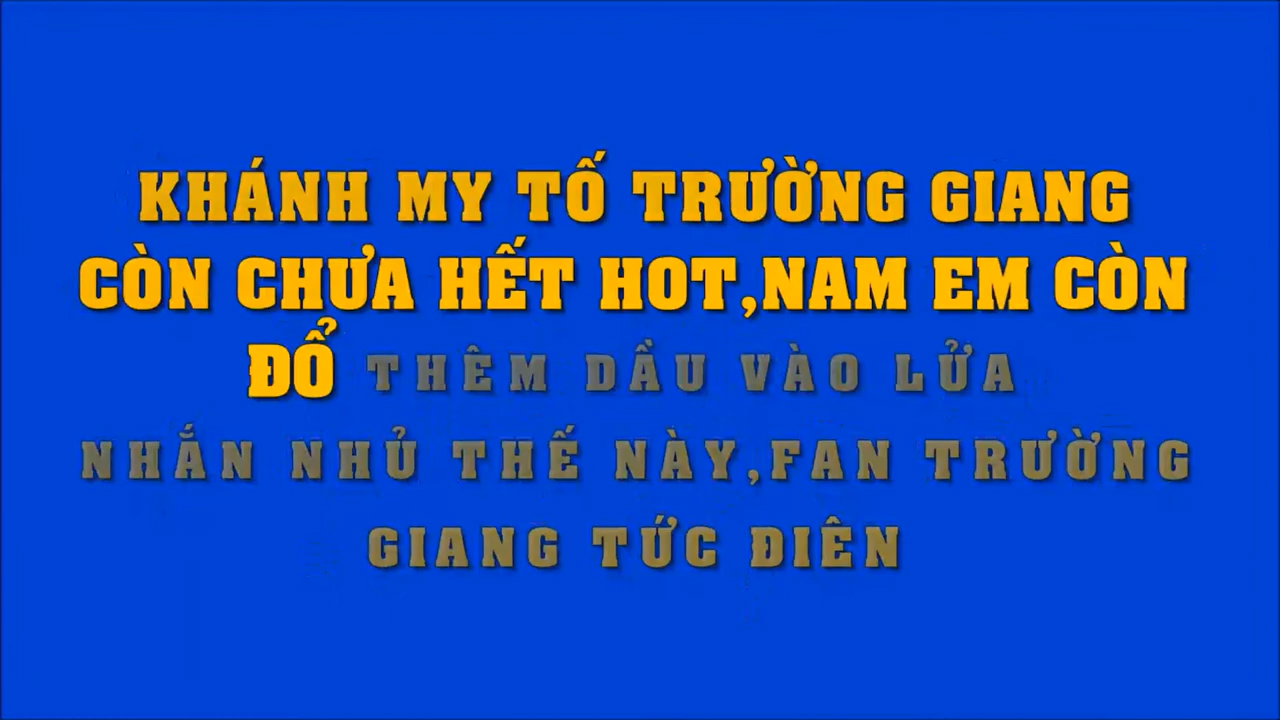 KHÁNH MY TỐ TRƯỜNG GIANG
CÒN CHƯA HẾT HOT,NAM EM CÒN
ĐỔ THÊM DẦU VÀO LỬA
NHẮN NHỦ THẾ NÀY,FAN TRƯỜNG
GIANG TỨC ĐIÊN